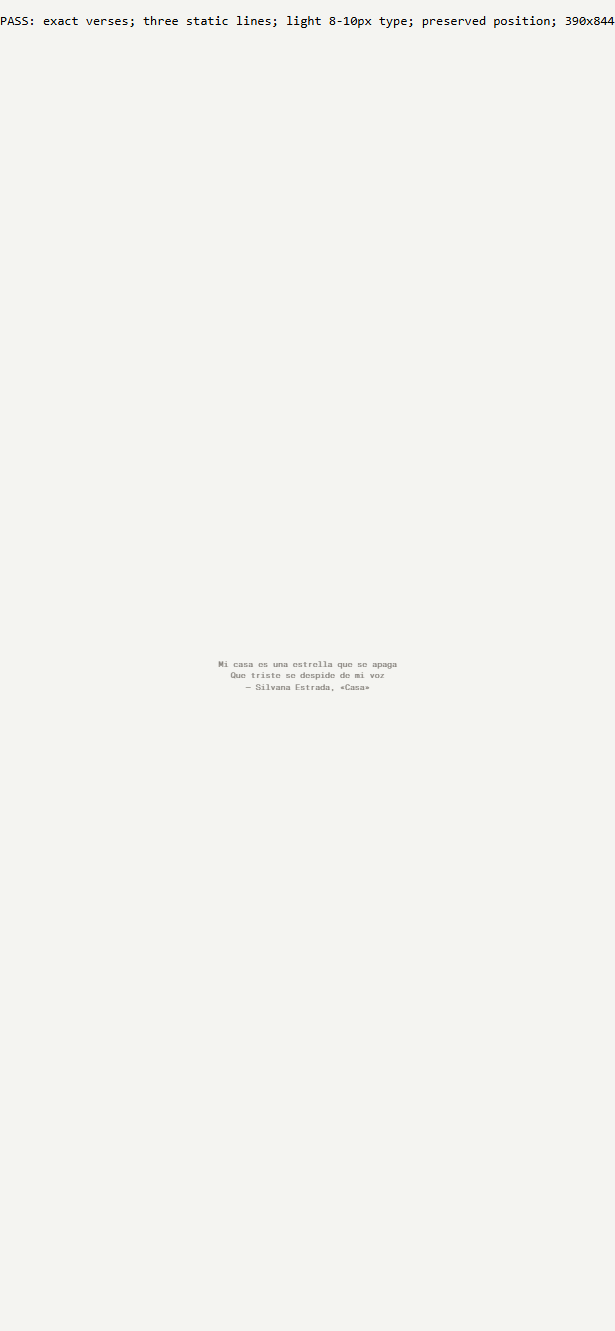 PASS: exact verses; three static lines; light 8-10px type; preserved position; 390x844
Mi casa es una estrella que se apaga
Que triste se despide de mi voz
— Silvana Estrada, «Casa»